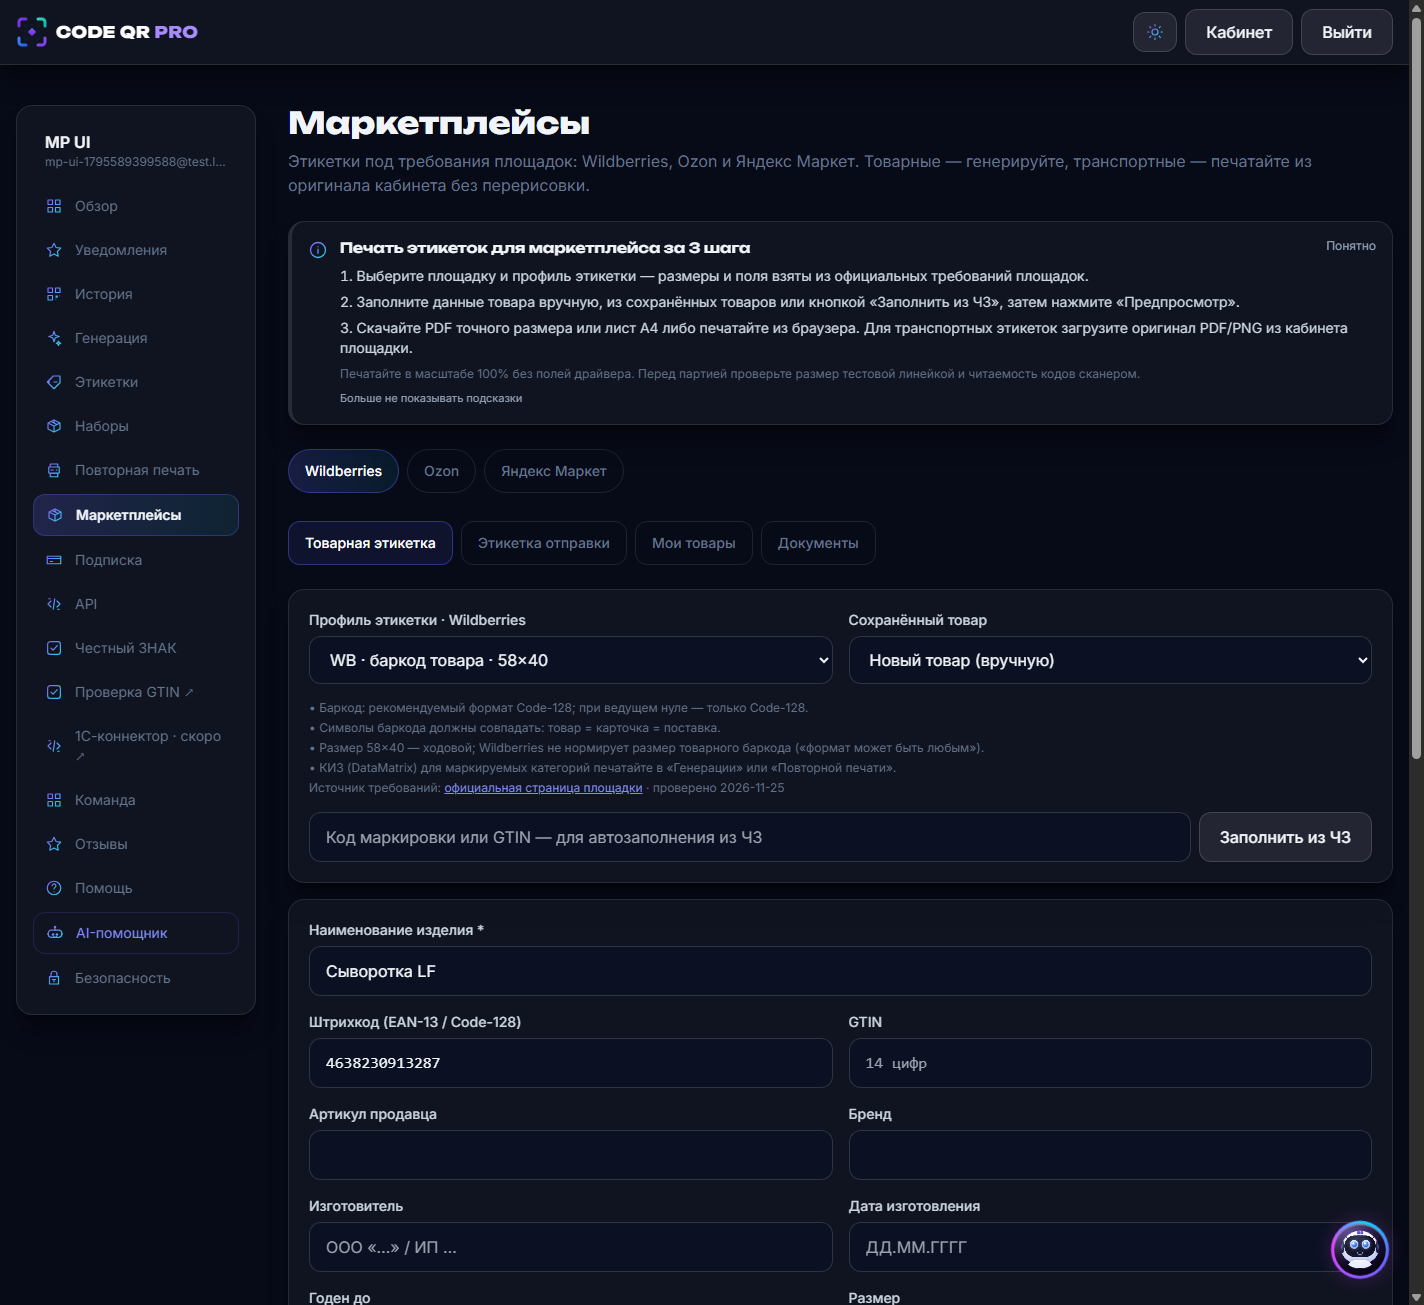 CODE QR PRO
Кабинет
Выйти
MP UI
mp-ui-1795589399588@test.l...
Обзор
Уведомления
История
Генерация
Этикетки
Наборы
Повторная печать
Маркетплейсы
Подписка
API
Честный ЗНАК
Проверка GTIN ↗
1С-коннектор · скоро
↗
Команда
Отзывы
Помощь
AI-помощник
Безопасность
Маркетплейсы
Этикетки под требования площадок: Wildberries, Ozon и Яндекс Маркет. Товарные — генерируйте, транспортные — печатайте из
оригинала кабинета без перерисовки.
Печать этикеток для маркетплейса за 3 шага
Понятно
1. Выберите площадку и профиль этикетки — размеры и поля взяты из официальных требований площадок.
2. Заполните данные товара вручную, из сохранённых товаров или кнопкой «Заполнить из ЧЗ», затем нажмите «Предпросмотр».
3. Скачайте PDF точного размера или лист A4 либо печатайте из браузера. Для транспортных этикеток загрузите оригинал PDF/PNG из кабинета
площадки.
Печатайте в масштабе 100% без полей драйвера. Перед партией проверьте размер тестовой линейкой и читаемость кодов сканером.
Больше не показывать подсказки
Wildberries
Ozon
Яндекс Маркет
Товарная этикетка
Этикетка отправки
Мои товары
Документы
Профиль этикетки · Wildberries
Сохранённый товар
WB · баркод товара · 58×40
Новый товар (вручную)
• Баркод: рекомендуемый формат Code-128; при ведущем нуле — только Code-128.
• Символы баркода должны совпадать: товар = карточка = поставка.
• Размер 58×40 — ходовой; Wildberries не нормирует размер товарного баркода («формат может быть любым»).
• КИЗ (DataMatrix) для маркируемых категорий печатайте в «Генерации» или «Повторной печати».
Источник требований: официальная страница площадки · проверено 2026-11-25
Код маркировки или GTIN — для автозаполнения из ЧЗ
Заполнить из ЧЗ
Наименование изделия *
Сыворотка LF
Штрихкод (EAN-13 / Code-128)
GTIN
4638230913287
14 цифр
Артикул продавца
Бренд
Изготовитель
Дата изготовления
ООО «…» / ИП …
ДД.ММ.ГГГГ
Годен до
Размер